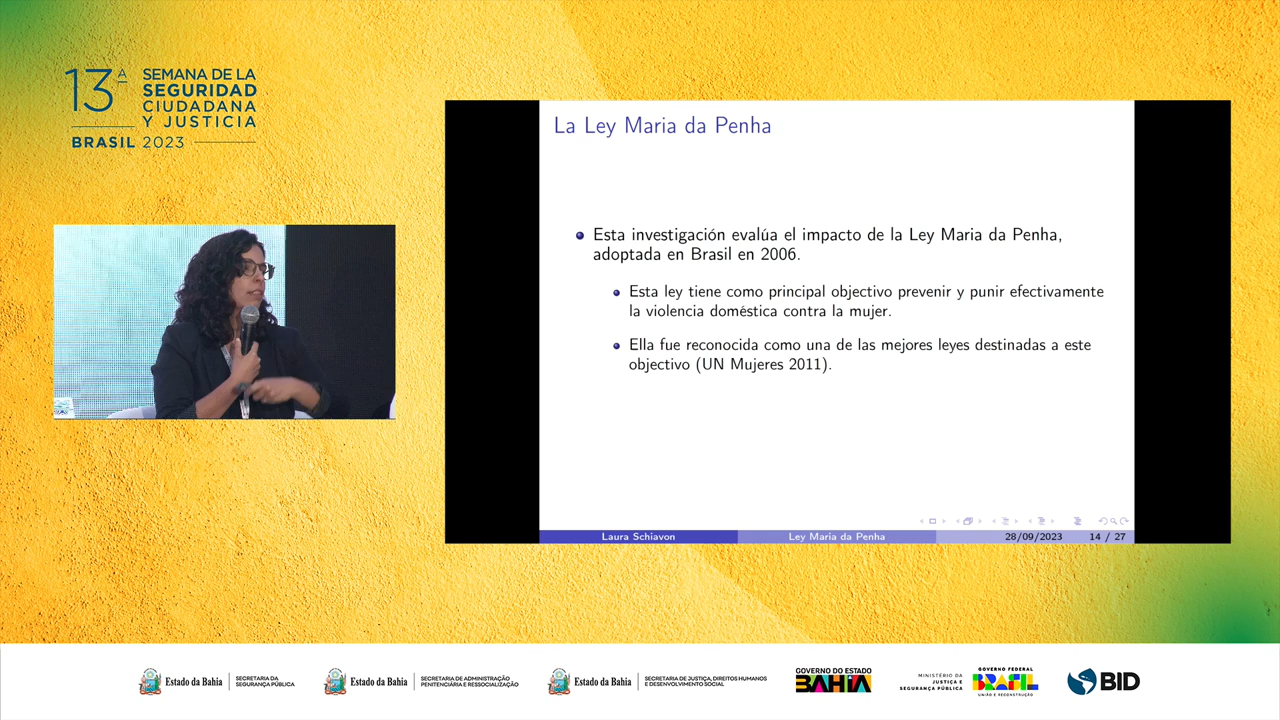 13ª SEMANA DE LA
SEGURIDAD
CIUDADANA
Y JUSTICIA
BRASIL 2023
La Ley Maria da Penha
Esta investigación evalúa el impacto de la Ley Maria da Penha,
adoptada en Brasil en 2006.
Esta ley tiene como principal objectivo prevenir y punir efectivamente
la violencia doméstica contra la mujer.
Ella fue reconocida como una de las mejores leyes destinadas a este
objectivo (UN Mujeres 2011).
Laura Schiavon Ley Maria da Penha 28/09/2023 14 / 27
Estado da Bahia
SECRETARIA DA
SEGURANÇA PÚBLICA
Estado da Bahia
SECRETARIA DE ADMINISTRAÇÃO
PENITENCIÁRIA E RESSOCIALIZAÇÃO
Estado da Bahia
SECRETARIA DE JUSTIÇA, DIREITOS HUMANOS
E DESENVOLVIMENTO SOCIAL
GOVERNO DO ESTADO
BAHIA
MINISTÉRIO DA
JUSTIÇA E
SEGURANÇA PÚBLICA
GOVERNO FEDERAL
BRASIL
UNIÃO E RECONSTRUÇÃO
BID